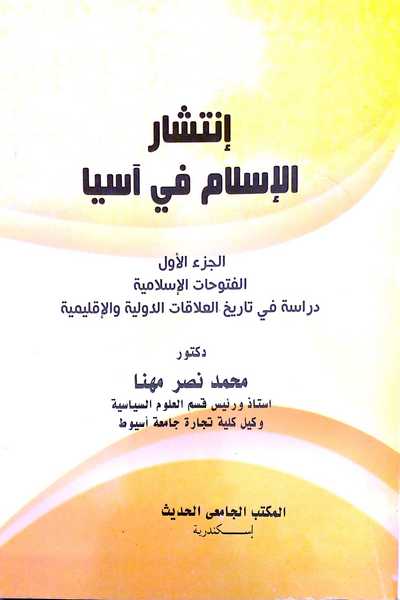 إنتشار
الإسلام في آسيا
الجزء الأول
الفتوحات الإسلامية
دراسة في تاريخ العلاقات الدولية والإقليمية
دكتور
محمد نصر مهنا
استاذ ورئيس قسم العلوم السياسية
وكيل كلية تجارة جامعة أسيوط
المكتب الجامعى الحديث
إسكندرية